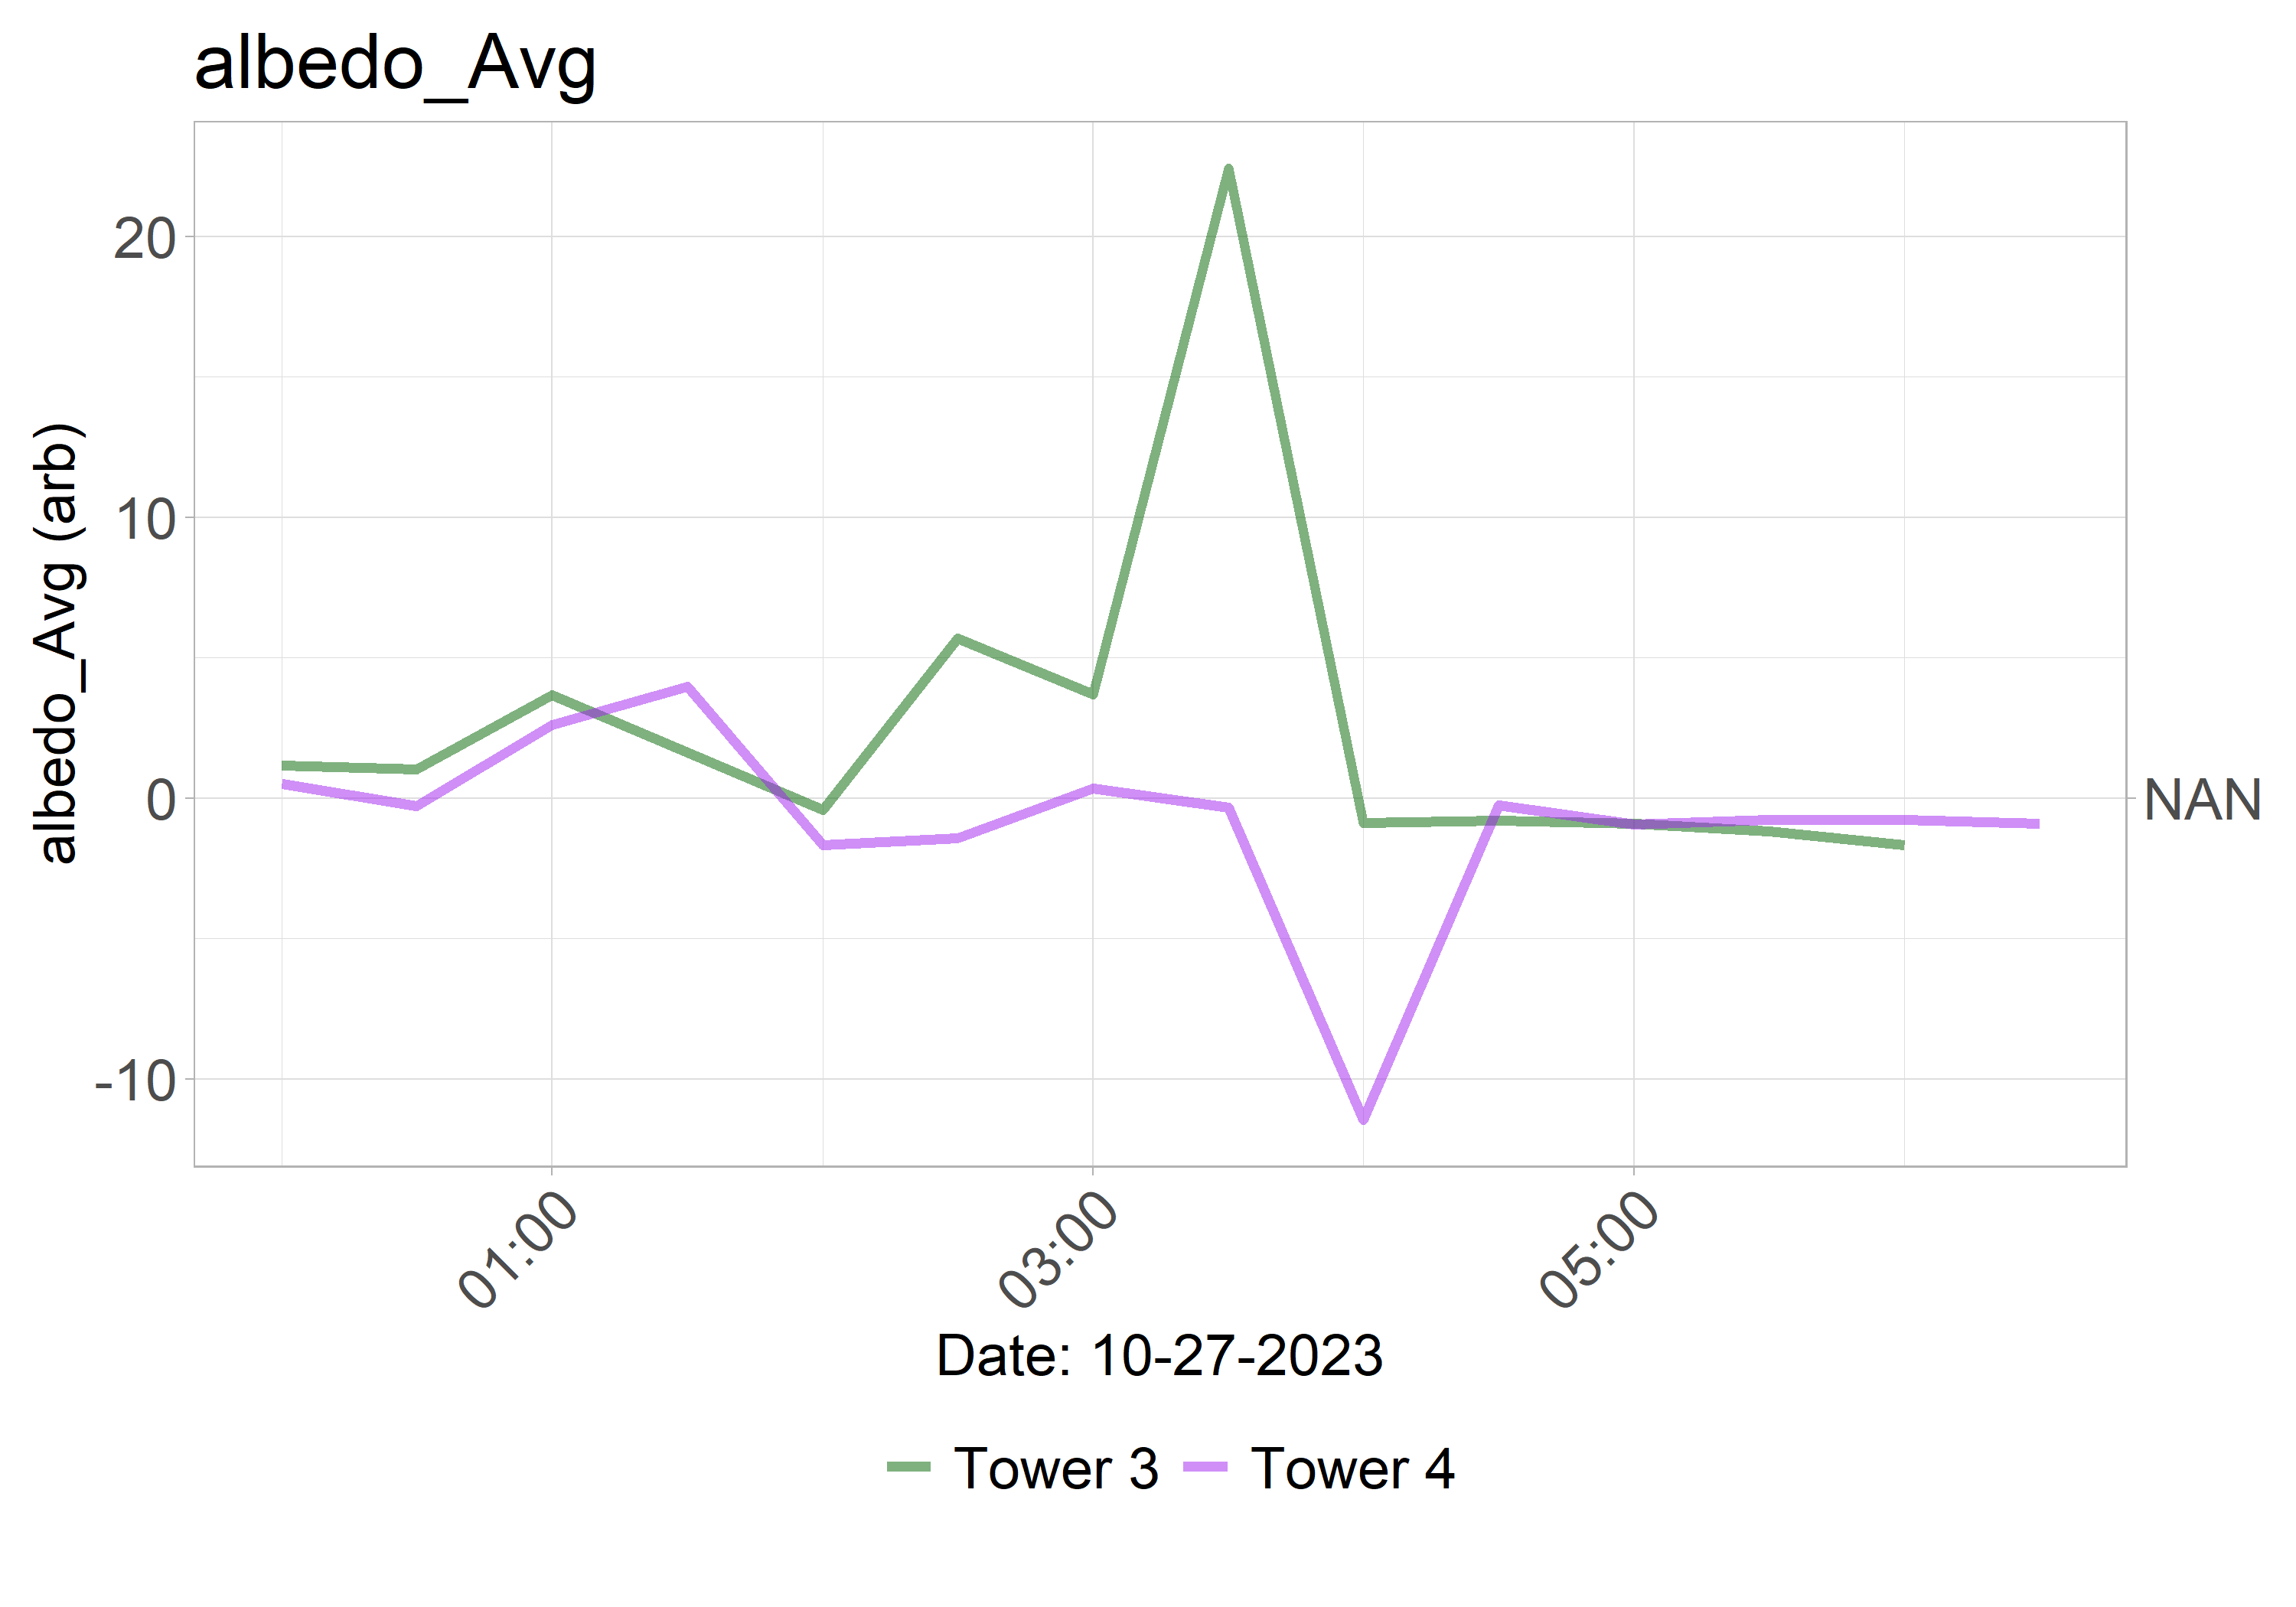 albedo_Avg
albedo_Avg (arb)
20
10
0
-10
NAN
01:00
03:00
05:00
Date: 10-27-2023
Tower 3
Tower 4